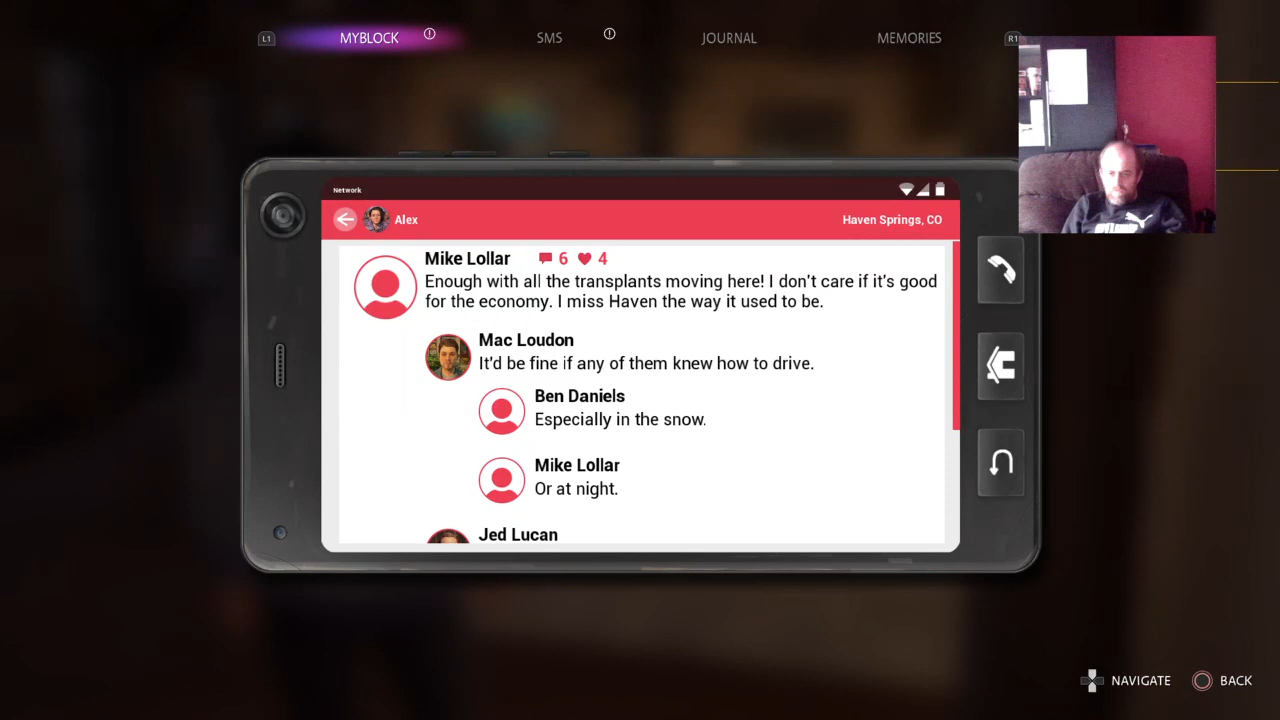 L1 MYBLOCK SMS JOURNAL MEMORIES R1
Network
Alex Haven Springs, CO
Mike Lollar 6 4
Enough with all the transplants moving here! I don't care if it's good
for the economy. I miss Haven the way it used to be.
Mac Loudon
It'd be fine if any of them knew how to drive.
Ben Daniels
Especially in the snow.
Mike Lollar
Or at night.
Jed Lucan
NAVIGATE BACK